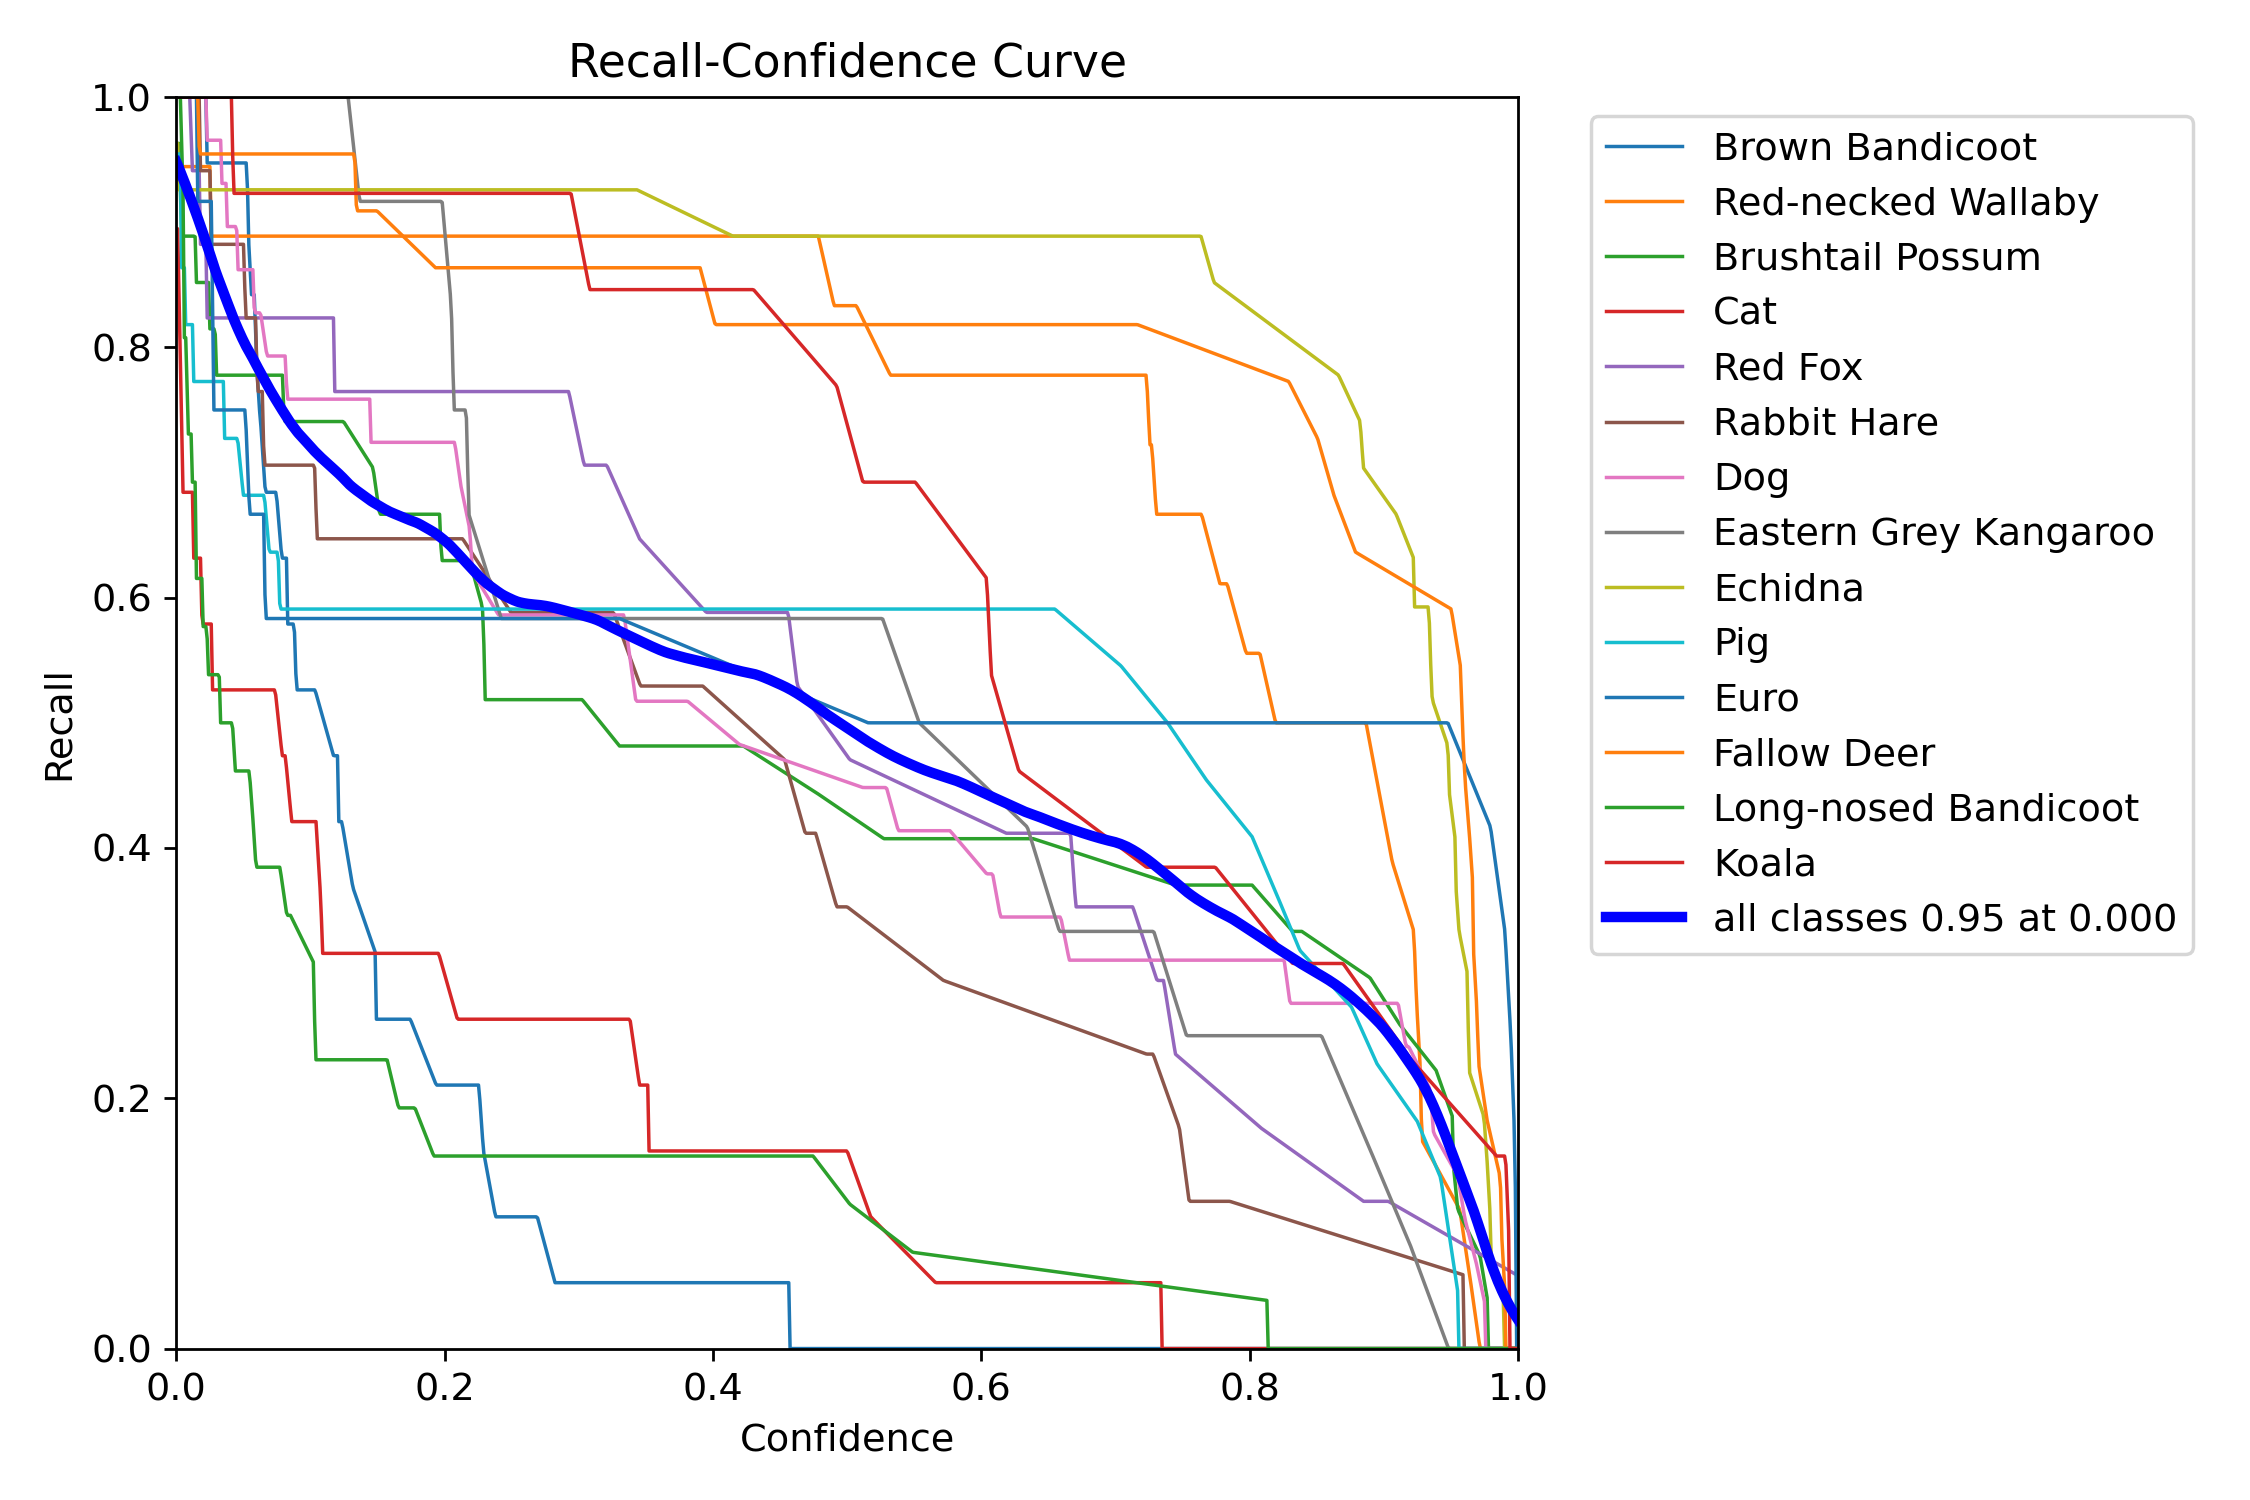 Recall-Confidence Curve
1.0
0.8
0.6
0.4
0.2
0.0
Recall
0.0 0.2 0.4 0.6 0.8 1.0
Confidence
Brown Bandicoot
Red-necked Wallaby
Brushtail Possum
Cat
Red Fox
Rabbit Hare
Dog
Eastern Grey Kangaroo
Echidna
Pig
Euro
Fallow Deer
Long-nosed Bandicoot
Koala
all classes 0.95 at 0.000